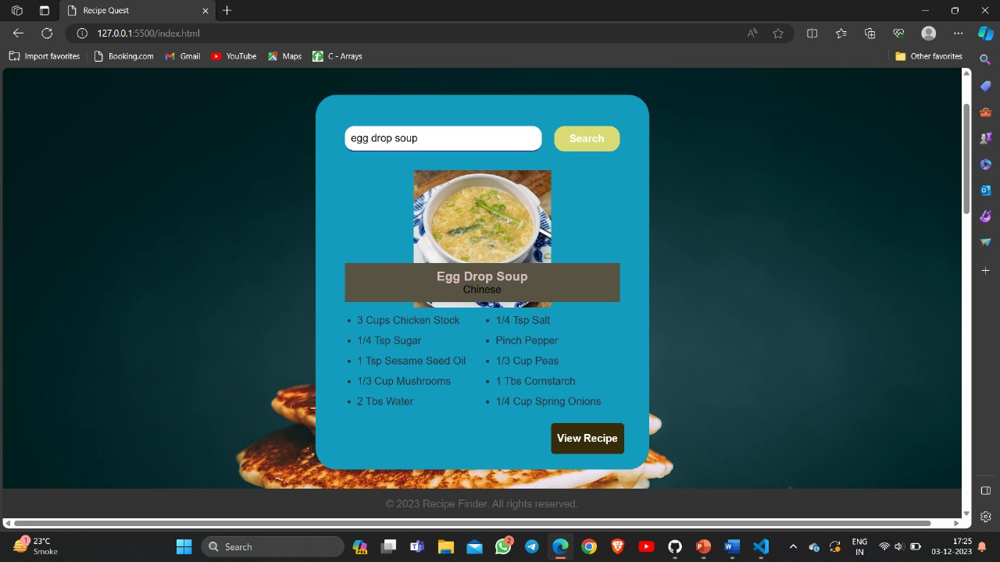 Recipe Quest
127.0.0.1:5500/index.html
Import favorites
Booking.com
Gmail
YouTube
Maps
C - Arrays
Other favorites
egg drop soup
Search
Egg Drop Soup
Chinese
3 Cups Chicken Stock
1/4 Tsp Salt
1/4 Tsp Sugar
Pinch Pepper
1 Tsp Sesame Seed Oil
1/3 Cup Peas
1/3 Cup Mushrooms
1 Tbs Cornstarch
2 Tbs Water
1/4 Cup Spring Onions
View Recipe
© 2023 Recipe Finder. All rights reserved.
1
23°C
Smoke
Search
PRE
2
ENG
IN
17:25
03-12-2023